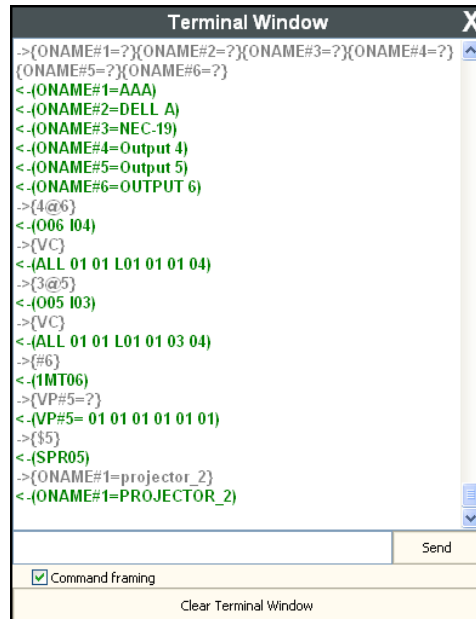 Terminal Window X
->{ONAME#1=?}{ONAME#2=?}{ONAME#3=?}{ONAME#4=?}
{ONAME#5=?}{ONAME#6=?}
<-(ONAME#1=AAA)
<-(ONAME#2=DELL A)
<-(ONAME#3=NEC-19)
<-(ONAME#4=Output 4)
<-(ONAME#5=Output 5)
<-(ONAME#6=OUTPUT 6)
->{4@6}
<-(O06 I04)
->{VC}
<-(ALL 01 01 L01 01 01 04)
->{3@5}
<-(O05 I03)
->{VC}
<-(ALL 01 01 L01 01 03 04)
->{#6}
<-(1MT06)
->{VP#5=?}
<-(VP#5= 01 01 01 01 01 01)
->{$5}
<-(SPR05)
->{ONAME#1=projector_2}
<-(ONAME#1=PROJECTOR_2)
Send
Command framing
Clear Terminal Window